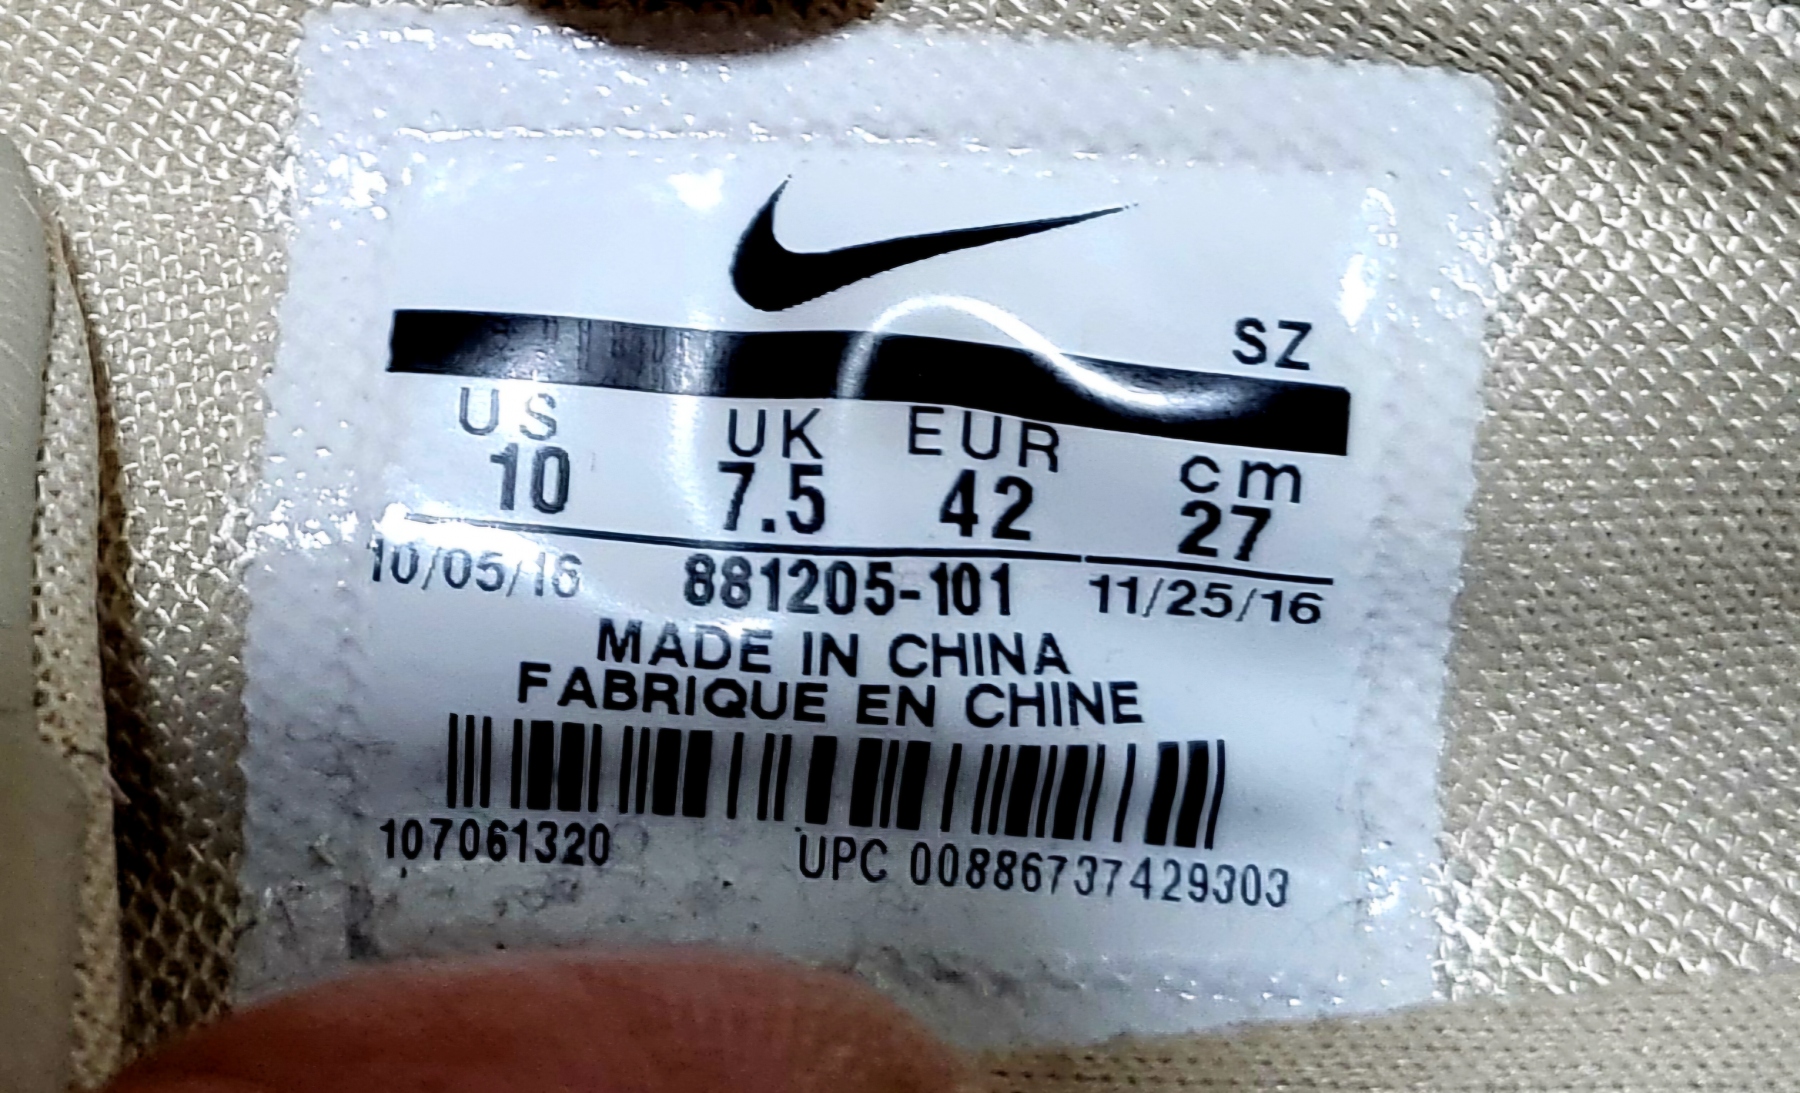 SZ
US UK EUR cm
10 7.5 42 27
10/05/16 881205-101 11/25/16
MADE IN CHINA
FABRIQUE EN CHINE
107061320 UPC 00886737429303